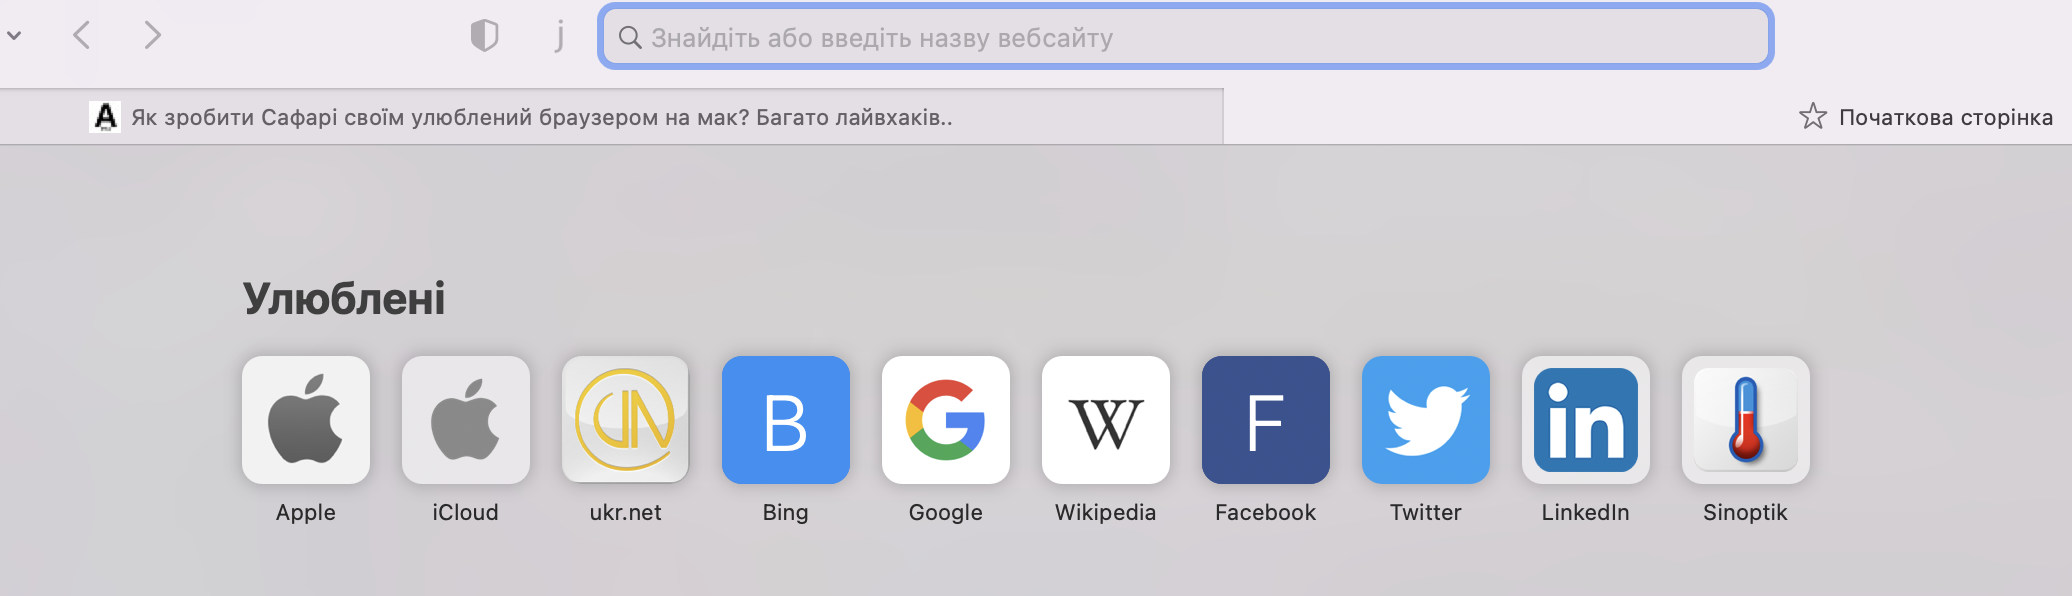 j
Знайдіть або введіть назву вебсайту
A
Як зробити Сафарі своїм улюблений браузером на мак? Багато лайвхаків..
Початкова сторінка
Улюблені
B
G
W
F
in
Apple
iCloud
ukr.net
Bing
Google
Wikipedia
Facebook
Twitter
LinkedIn
Sinoptik